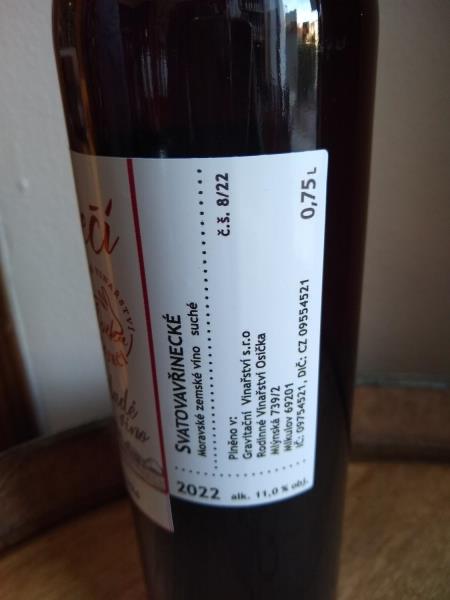 SVATOVAVŘINECKÉ
Moravské zemské víno suché
č.š. 8/22
Plněno v:
Gravitační Vinařství s.r.o
Rodinné Vinařství Osička
Mlýnská 739/2
Mikulov 69201
IČ: 09754521, DIČ: CZ 09554521
0,75 L
2022 alk. 11,0 % obj.
víno